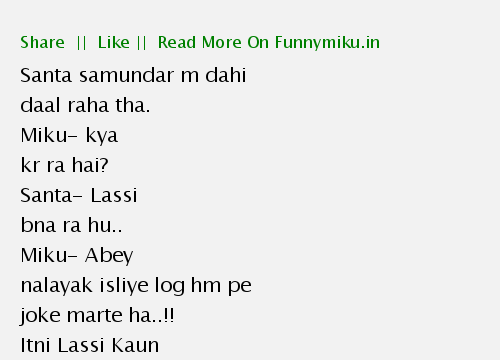 Share || Like || Read More On Funnymiku.in
Santa samundar m dahi
daal raha tha.
Miku- kya
kr ra hai?
Santa- Lassi
bna ra hu..
Miku- Abey
nalayak isliye log hm pe
joke marte ha..!!
Itni Lassi Kaun